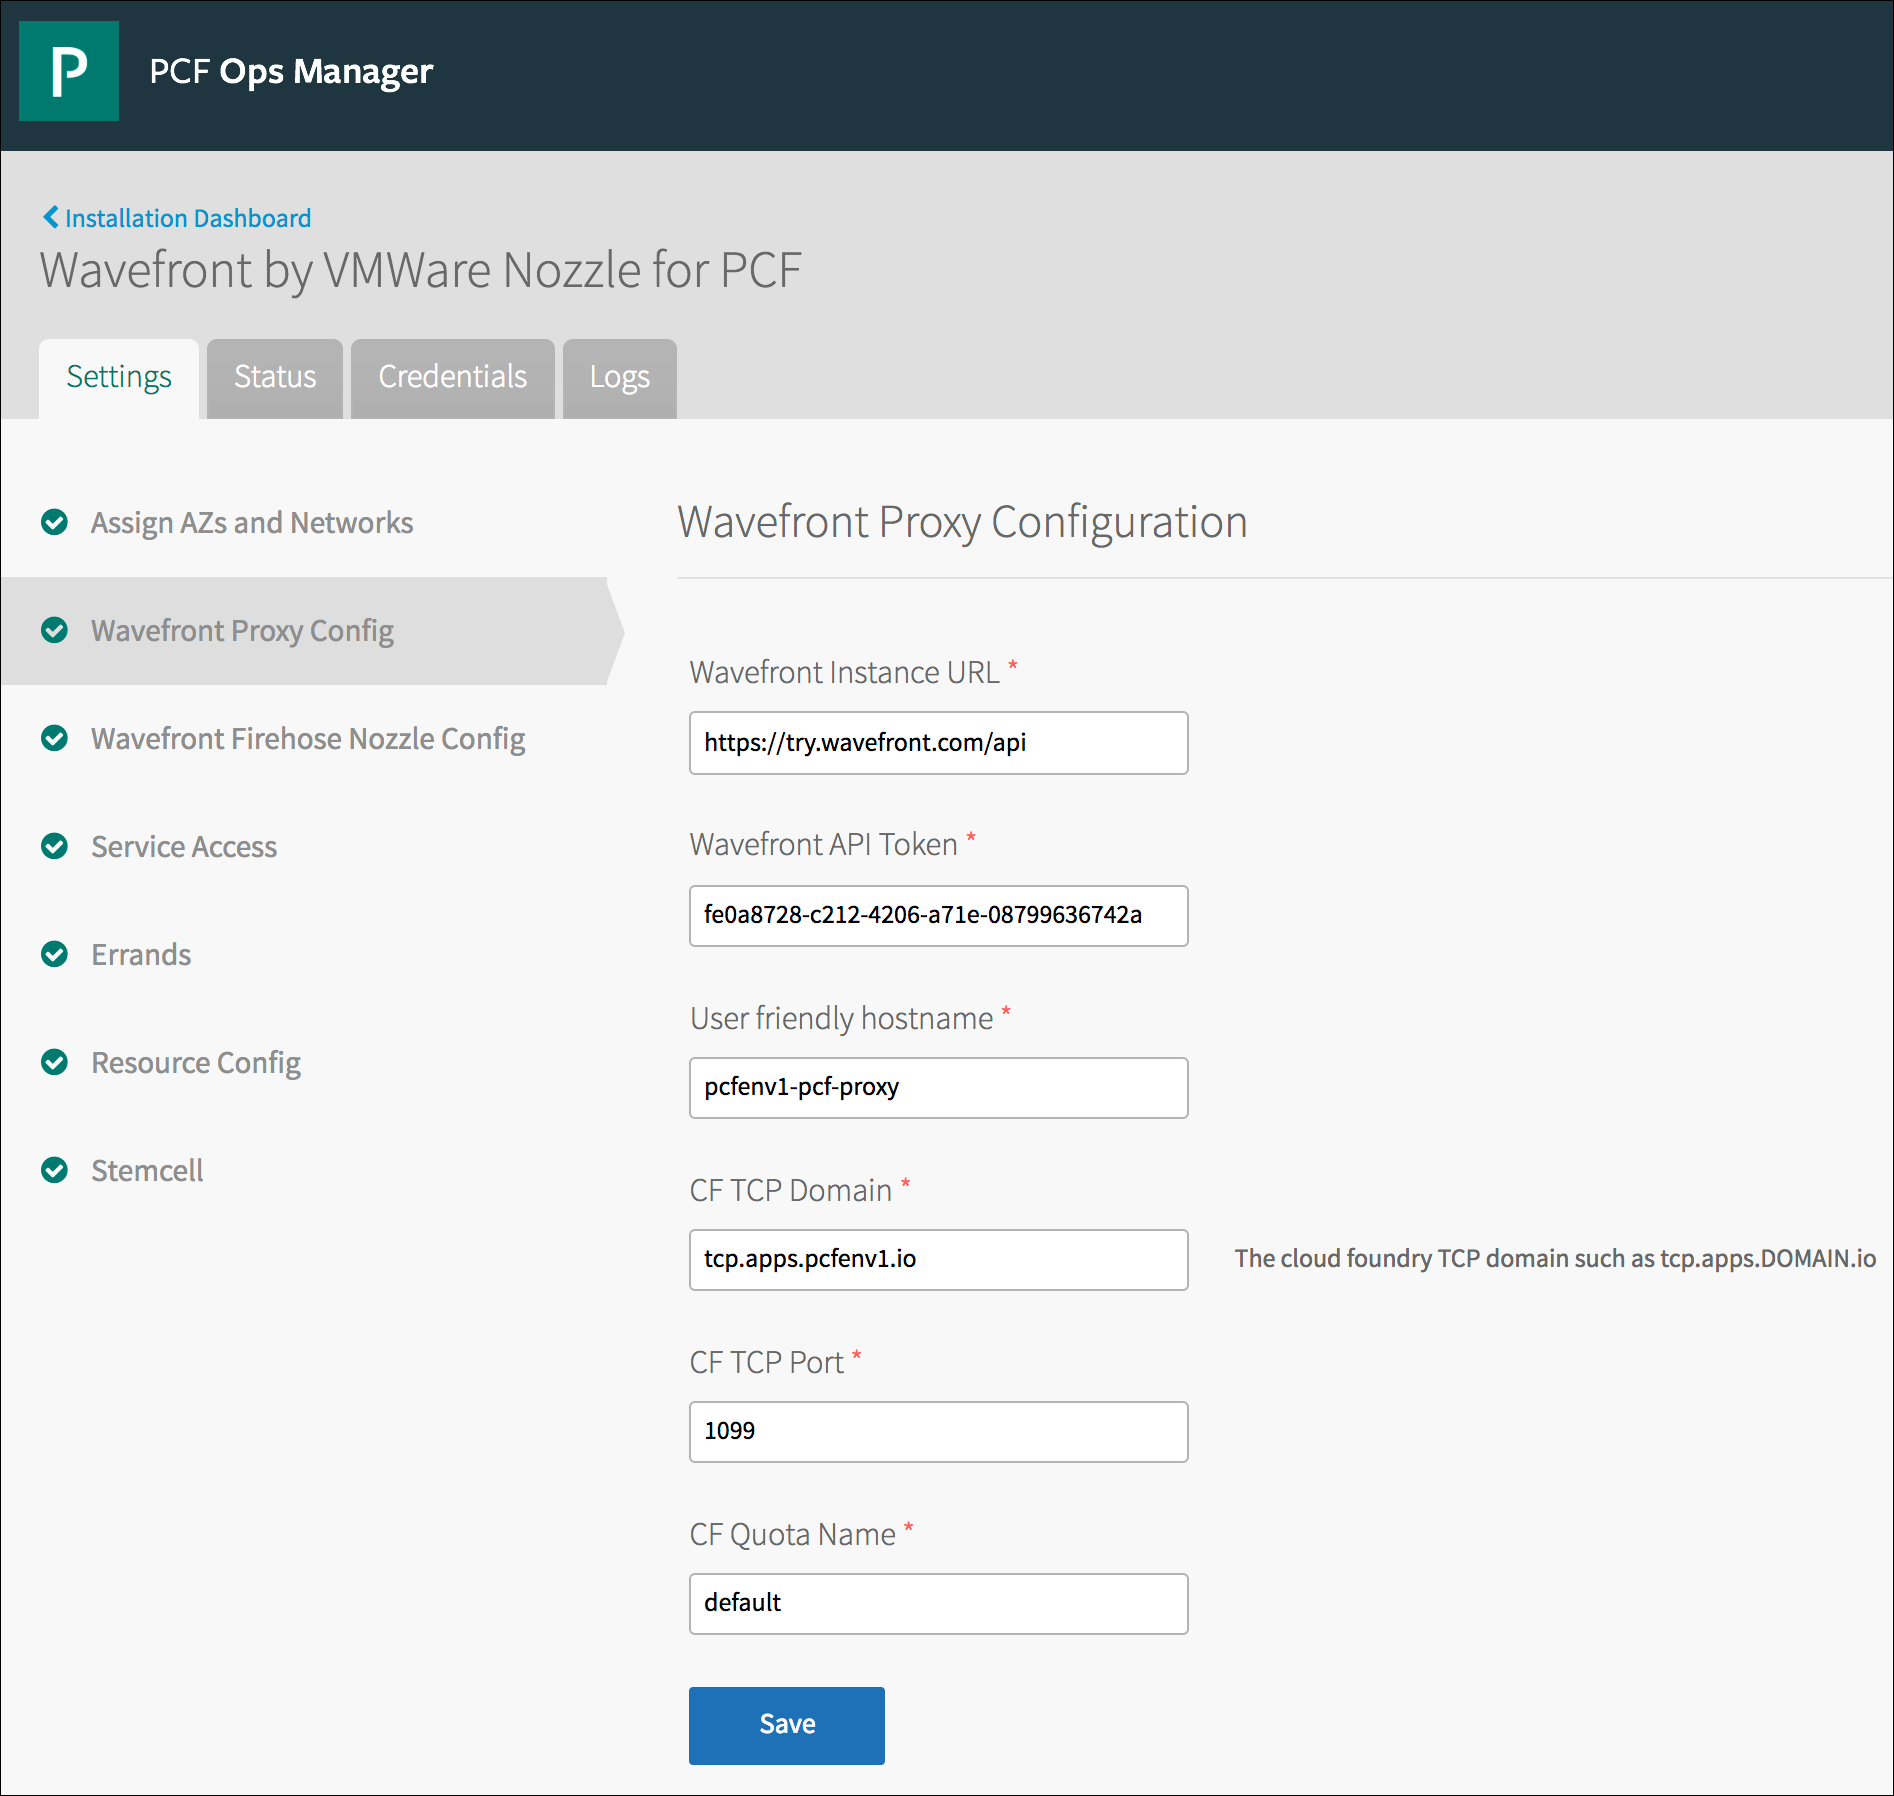 P
PCF Ops Manager
Installation Dashboard
Wavefront by VMWare Nozzle for PCF
Settings
Status
Credentials
Logs
Assign AZs and Networks
Wavefront Proxy Config
Wavefront Firehose Nozzle Config
Service Access
Errands
Resource Config
Stemcell
Wavefront Proxy Configuration
Wavefront Instance URL *
https://try.wavefront.com/api
Wavefront API Token *
fe0a8728-c212-4206-a71e-08799636742a
User friendly hostname *
pcfenv1-pcf-proxy
CF TCP Domain *
tcp.apps.pcfenv1.io
The cloud foundry TCP domain such as tcp.apps.DOMAIN.io
CF TCP Port *
1099
CF Quota Name *
default
Save